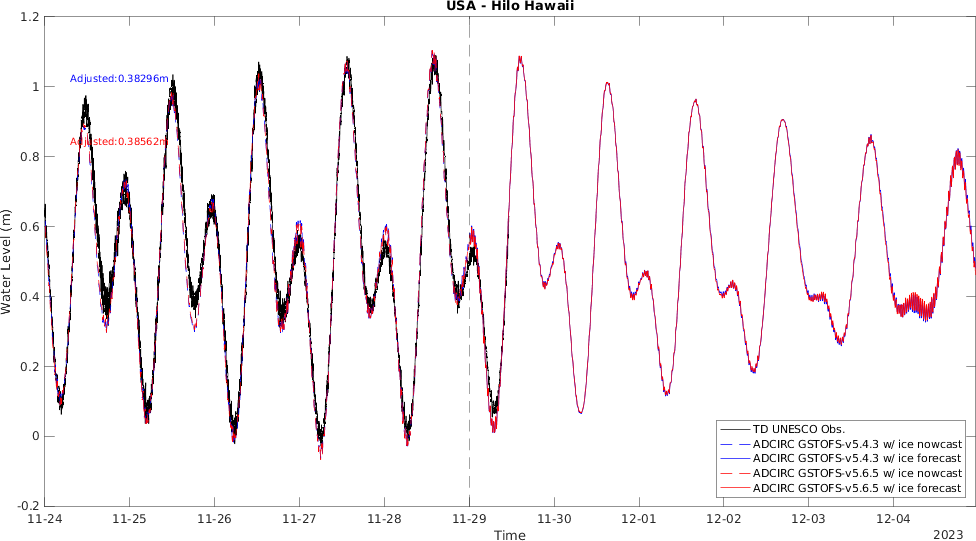 USA - Hilo Hawaii
1.2
1
0.8
0.6
0.4
0.2
0
-0.2
Water Level (m)
Adjusted:0.38296m
Adjusted:0.38562m
TD UNESCO Obs.
ADCIRC GSTOFS-v5.4.3 w/ ice nowcast
ADCIRC GSTOFS-v5.4.3 w/ ice forecast
ADCIRC GSTOFS-v5.6.5 w/ ice nowcast
ADCIRC GSTOFS-v5.6.5 w/ ice forecast
11-24 11-25 11-26 11-27 11-28 11-29 11-30 12-01 12-02 12-03 12-04
Time
2023